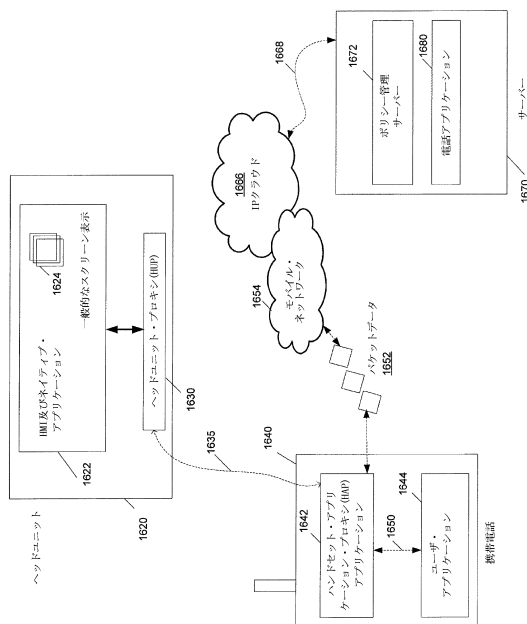 ヘッドユニット
1620
1622
HMI及びネイティブ・
アプリケーション
1624
一般的なスクリーン表示
ヘッドユニット・プロキシ(HUP)
1630
1635
1640
1642
ハンドセット・アプリ
ケーション・プロキシ(HAP)
アプリケーション
1650
1644
ユーザ・
アプリケーション
携帯電話
パケットデータ
1652
1654
モバイル・
ネットワーク
1666
IPクラウド
1668
1672
ポリシー管理
サーバー
1680
電話アプリケーション
1670
サーバー